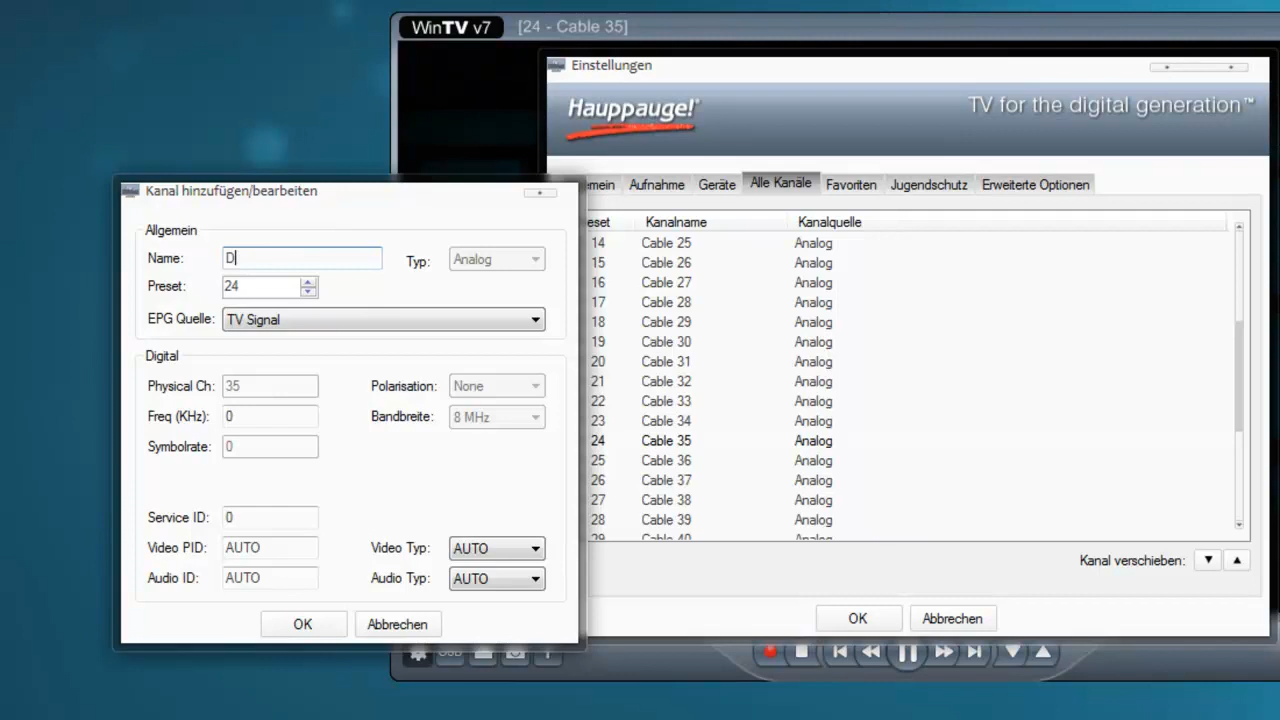 WinTV v7 [24 - Cable 35]
Einstellungen
Hauppauge!
TV for the digital generation™
Aufnahme Geräte Alle Kanäle Favoriten Jugendschutz Erweiterte Optionen
Kanalname Kanalquelle
14 Cable 25 Analog
15 Cable 26 Analog
16 Cable 27 Analog
17 Cable 28 Analog
18 Cable 29 Analog
19 Cable 30 Analog
20 Cable 31 Analog
21 Cable 32 Analog
22 Cable 33 Analog
23 Cable 34 Analog
24 Cable 35 Analog
25 Cable 36 Analog
26 Cable 37 Analog
27 Cable 38 Analog
28 Cable 39 Analog
29 Cable 40 Analog
Kanal verschieben:
OK Abbrechen
Kanal hinzufügen/bearbeiten
Allgemein
Name: D Typ: Analog
Preset: 24
EPG Quelle: TV Signal
Digital
Physical Ch: 35 Polarisation: None
Freq (KHz): 0 Bandbreite: 8 MHz
Symbolrate: 0
Service ID: 0
Video PID: AUTO Video Typ: AUTO
Audio ID: AUTO Audio Typ: AUTO
OK Abbrechen